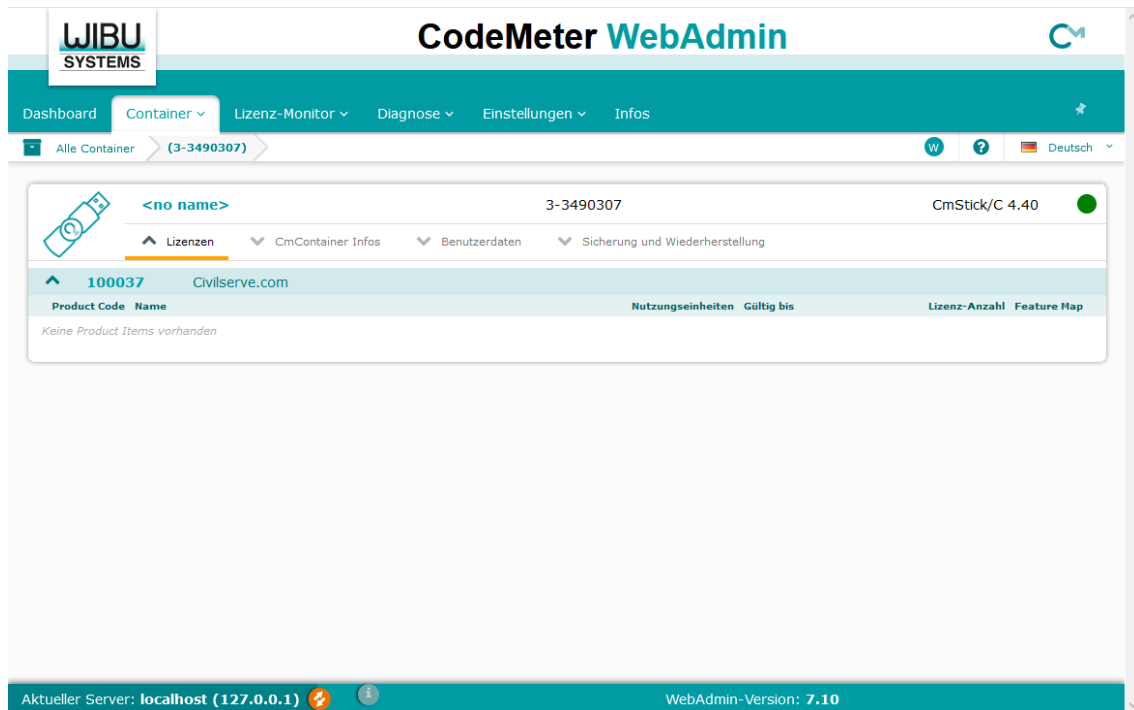 WIBU
SYSTEMS
CodeMeter WebAdmin
CM
Dashboard Container Lizenz-Monitor Diagnose Einstellungen Infos
Alle Container (3-3490307) W ? Deutsch
<no name> 3-3490307 CmStick/C 4.40
Lizenzen CmContainer Infos Benutzerdaten Sicherung und Wiederherstellung
100037 Civilserve.com
Product Code Name Nutzungseinheiten Gültig bis Lizenz-Anzahl Feature Map
Keine Product Items vorhanden
Aktueller Server: localhost (127.0.0.1) i WebAdmin-Version: 7.10